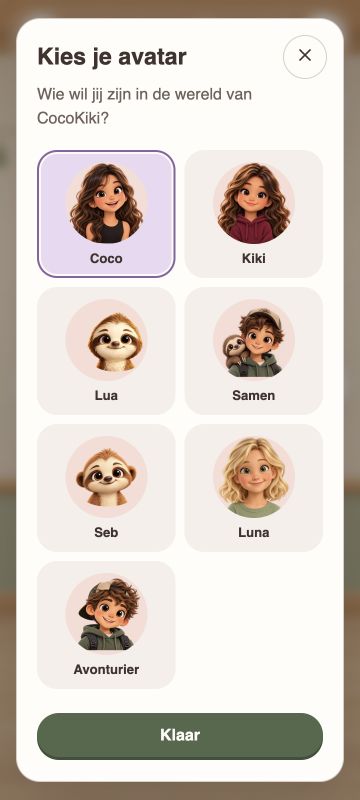 Kies je avatar
Wie wil jij zijn in de wereld van
CocoKiki?
Coco
Kiki
Lua
Samen
Seb
Luna
Avonturier
Klaar